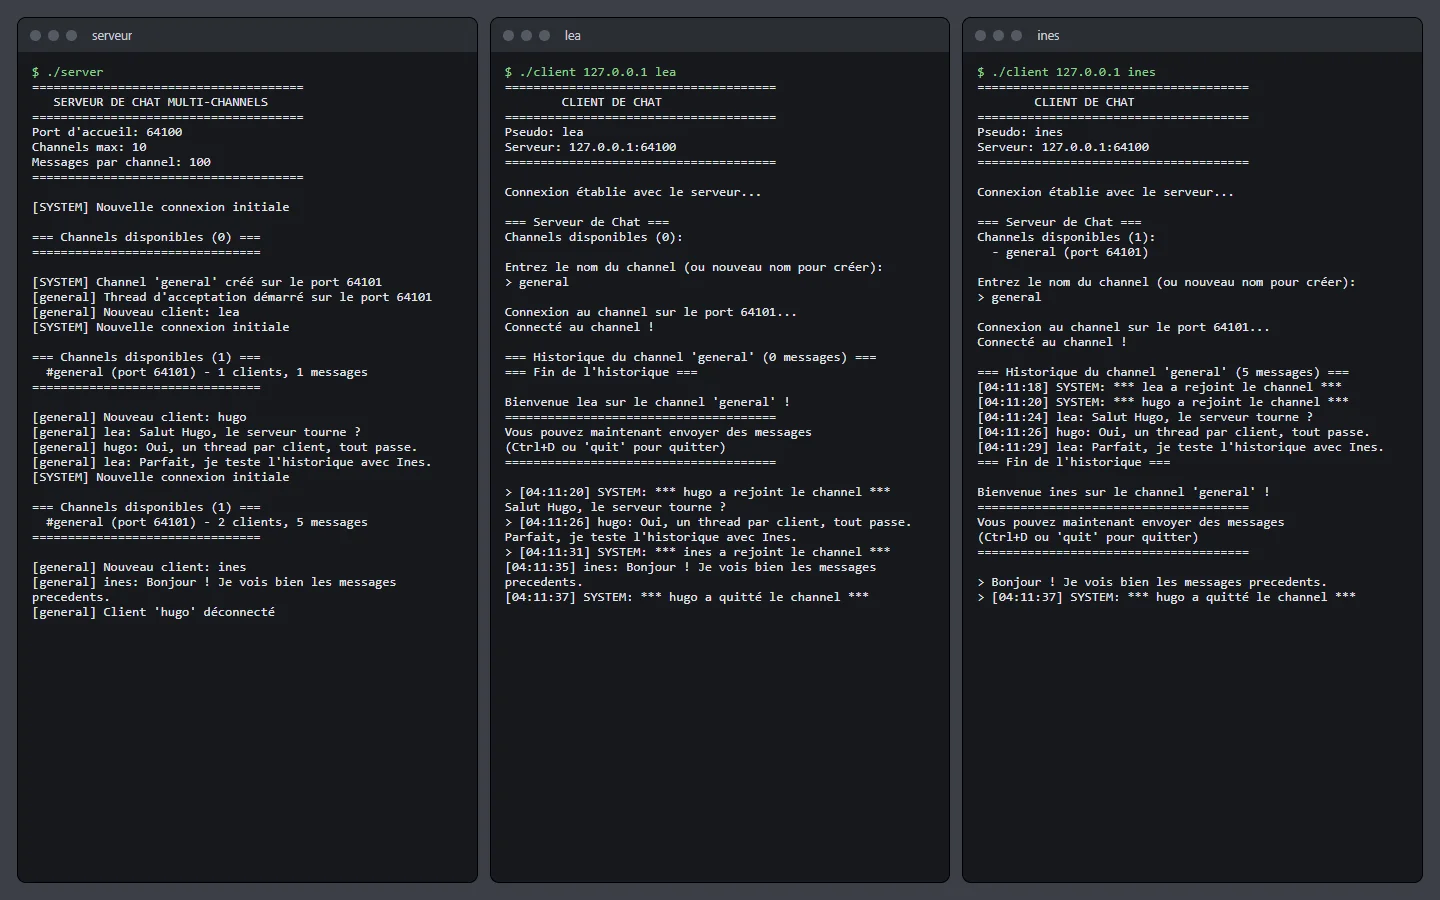 serveur
$ ./server
======================================
SERVEUR DE CHAT MULTI-CHANNELS
======================================
Port d'accueil: 64100
Channels max: 10
Messages par channel: 100
======================================
[SYSTEM] Nouvelle connexion initiale
=== Channels disponibles (0) ===
================================
[SYSTEM] Channel 'general' créé sur le port 64101
[general] Thread d'acceptation démarré sur le port 64101
[general] Nouveau client: lea
[SYSTEM] Nouvelle connexion initiale
=== Channels disponibles (1) ===
#general (port 64101) - 1 clients, 1 messages
================================
[general] Nouveau client: hugo
[general] lea: Salut Hugo, le serveur tourne ?
[general] hugo: Oui, un thread par client, tout passe.
[general] lea: Parfait, je teste l'historique avec Ines.
[SYSTEM] Nouvelle connexion initiale
=== Channels disponibles (1) ===
#general (port 64101) - 2 clients, 5 messages
================================
[general] Nouveau client: ines
[general] ines: Bonjour ! Je vois bien les messages
precedents.
[general] Client 'hugo' déconnecté
lea
$ ./client 127.0.0.1 lea
======================================
CLIENT DE CHAT
======================================
Pseudo: lea
Serveur: 127.0.0.1:64100
======================================
Connexion établie avec le serveur...
=== Serveur de Chat ===
Channels disponibles (0):
Entrez le nom du channel (ou nouveau nom pour créer):
> general
Connexion au channel sur le port 64101...
Connecté au channel !
=== Historique du channel 'general' (0 messages) ===
=== Fin de l'historique ===
Bienvenue lea sur le channel 'general' !
======================================
Vous pouvez maintenant envoyer des messages
(Ctrl+D ou 'quit' pour quitter)
======================================
> [04:11:20] SYSTEM: *** hugo a rejoint le channel ***
Salut Hugo, le serveur tourne ?
> [04:11:26] hugo: Oui, un thread par client, tout passe.
Parfait, je teste l'historique avec Ines.
> [04:11:31] SYSTEM: *** ines a rejoint le channel ***
[04:11:35] ines: Bonjour ! Je vois bien les messages
precedents.
[04:11:37] SYSTEM: *** hugo a quitté le channel ***
ines
$ ./client 127.0.0.1 ines
======================================
CLIENT DE CHAT
======================================
Pseudo: ines
Serveur: 127.0.0.1:64100
======================================
Connexion établie avec le serveur...
=== Serveur de Chat ===
Channels disponibles (1):
- general (port 64101)
Entrez le nom du channel (ou nouveau nom pour créer):
> general
Connexion au channel sur le port 64101...
Connecté au channel !
=== Historique du channel 'general' (5 messages) ===
[04:11:18] SYSTEM: *** lea a rejoint le channel ***
[04:11:20] SYSTEM: *** hugo a rejoint le channel ***
[04:11:24] lea: Salut Hugo, le serveur tourne ?
[04:11:26] hugo: Oui, un thread par client, tout passe.
[04:11:29] lea: Parfait, je teste l'historique avec Ines.
=== Fin de l'historique ===
Bienvenue ines sur le channel 'general' !
======================================
Vous pouvez maintenant envoyer des messages
(Ctrl+D ou 'quit' pour quitter)
======================================
> Bonjour ! Je vois bien les messages precedents.
> [04:11:37] SYSTEM: *** hugo a quitté le channel ***